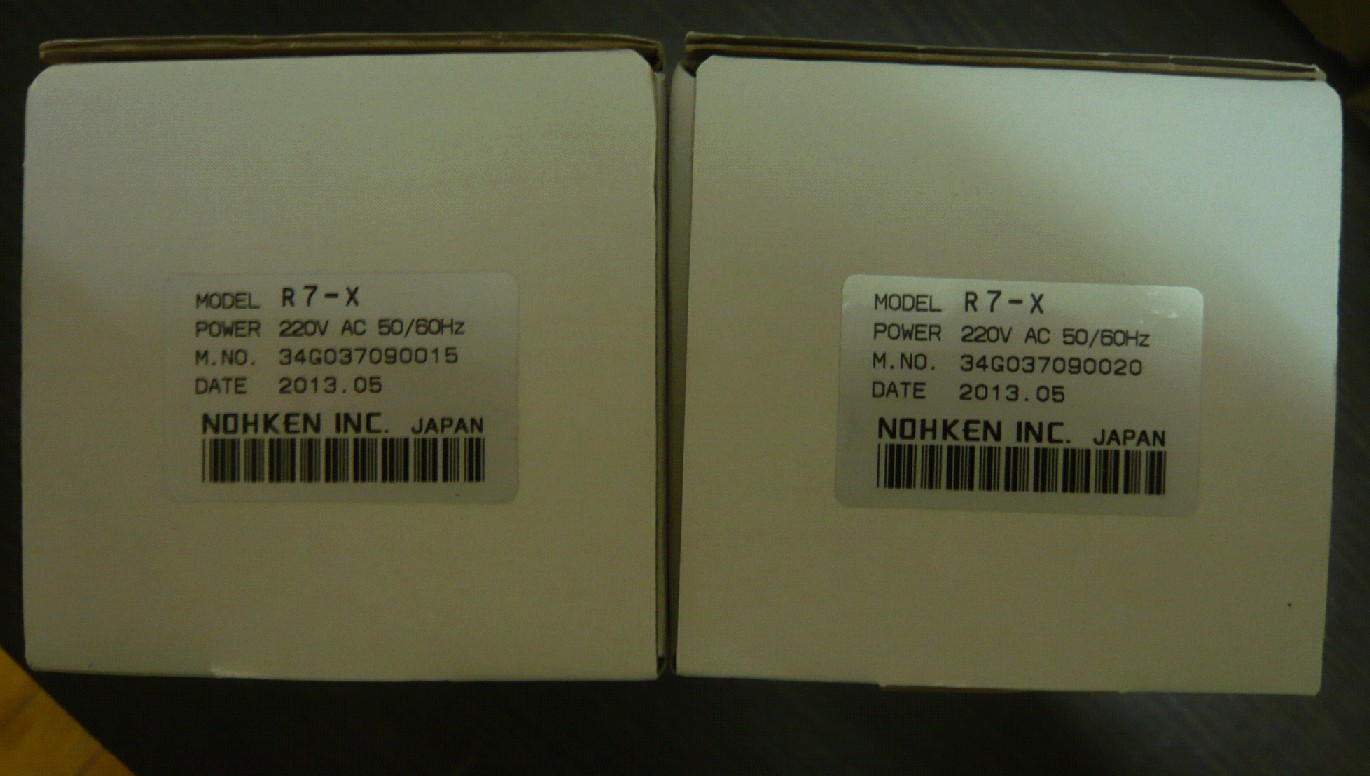 MODEL R7-X
POWER 220V AC 50/60Hz
M.NO. 34G037090015
DATE 2013.05
NOHKEN INC. JAPAN
MODEL R7-X
POWER 220V AC 50/60Hz
M.NO. 34G037090020
DATE 2013.05
NOHKEN INC. JAPAN